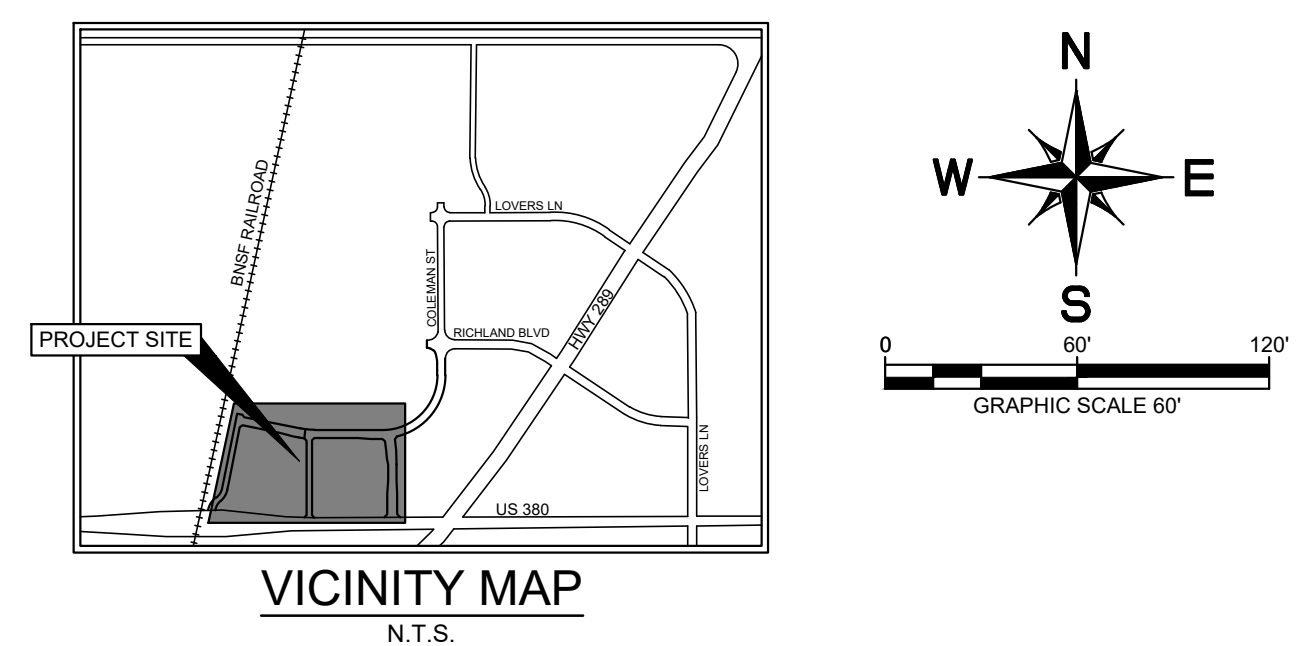 BNSF RAILROAD
LOVERS LN
COLEMAN ST
HWY 289
RICHLAND BLVD
PROJECT SITE
LOVERS LN
US 380
VICINITY MAP
N.T.S.
N
W
E
S
0 60' 120'
GRAPHIC SCALE 60'